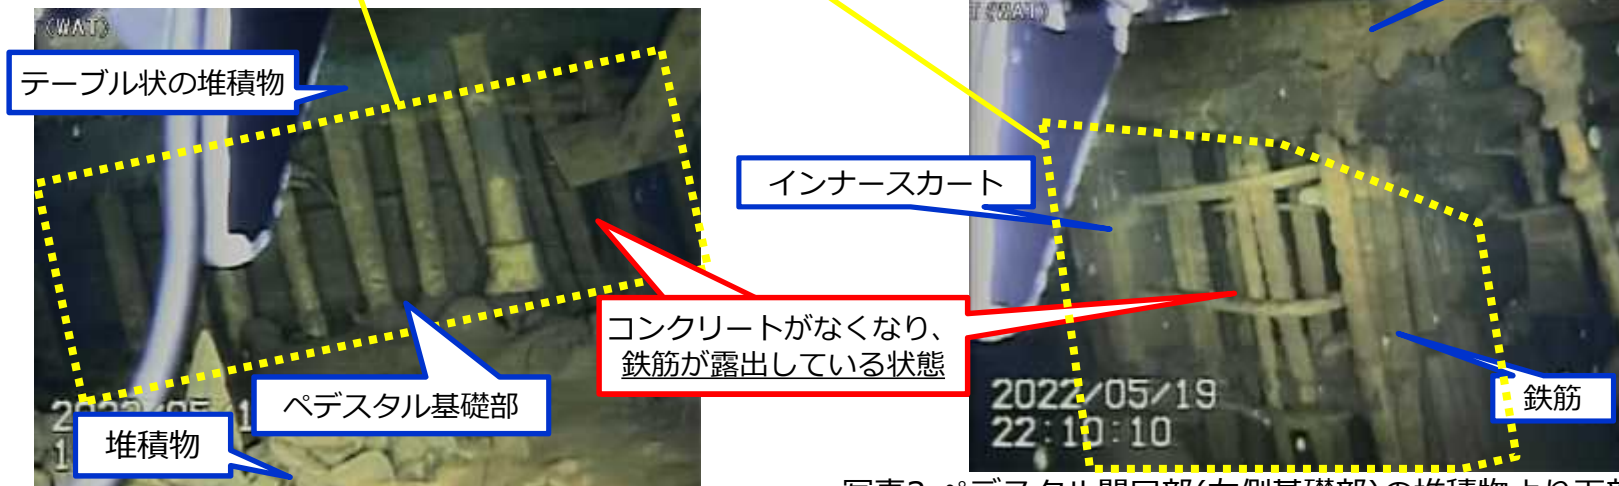 (WAT)
テーブル状の堆積物
インナースカート
コンクリートがなくなり、
鉄筋が露出している状態
ペデスタル基礎部
堆積物
2022/05/19
22:10:10
鉄筋